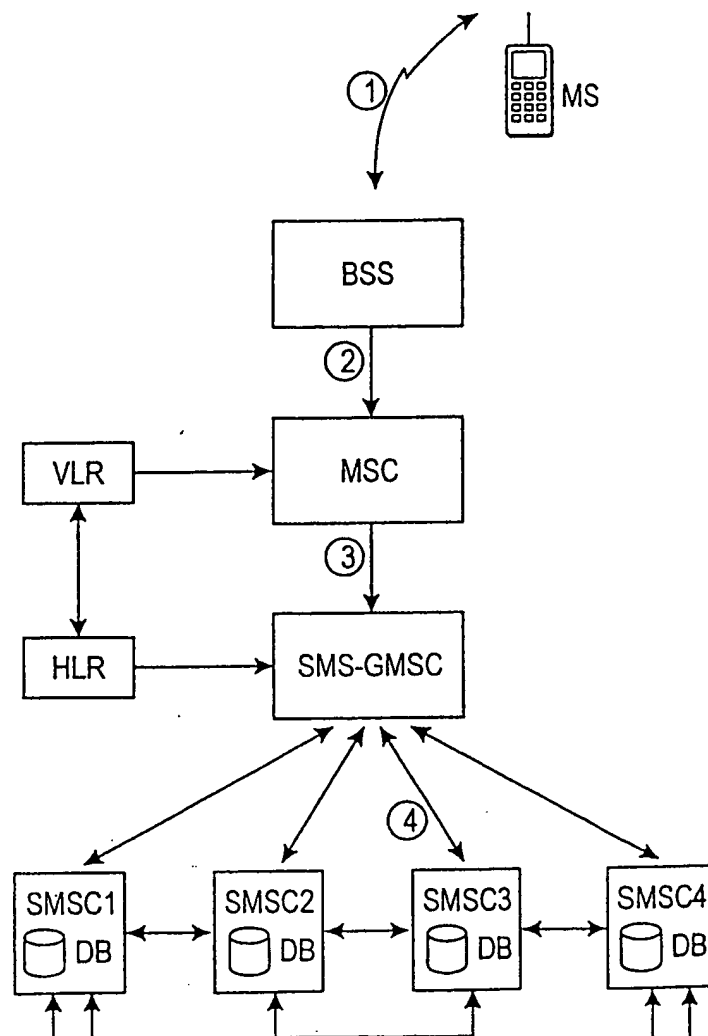 ①
MS
BSS
②
VLR
MSC
③
HLR
SMS-GMSC
④
SMSC1
DB
SMSC2
DB
SMSC3
DB
SMSC4
DB